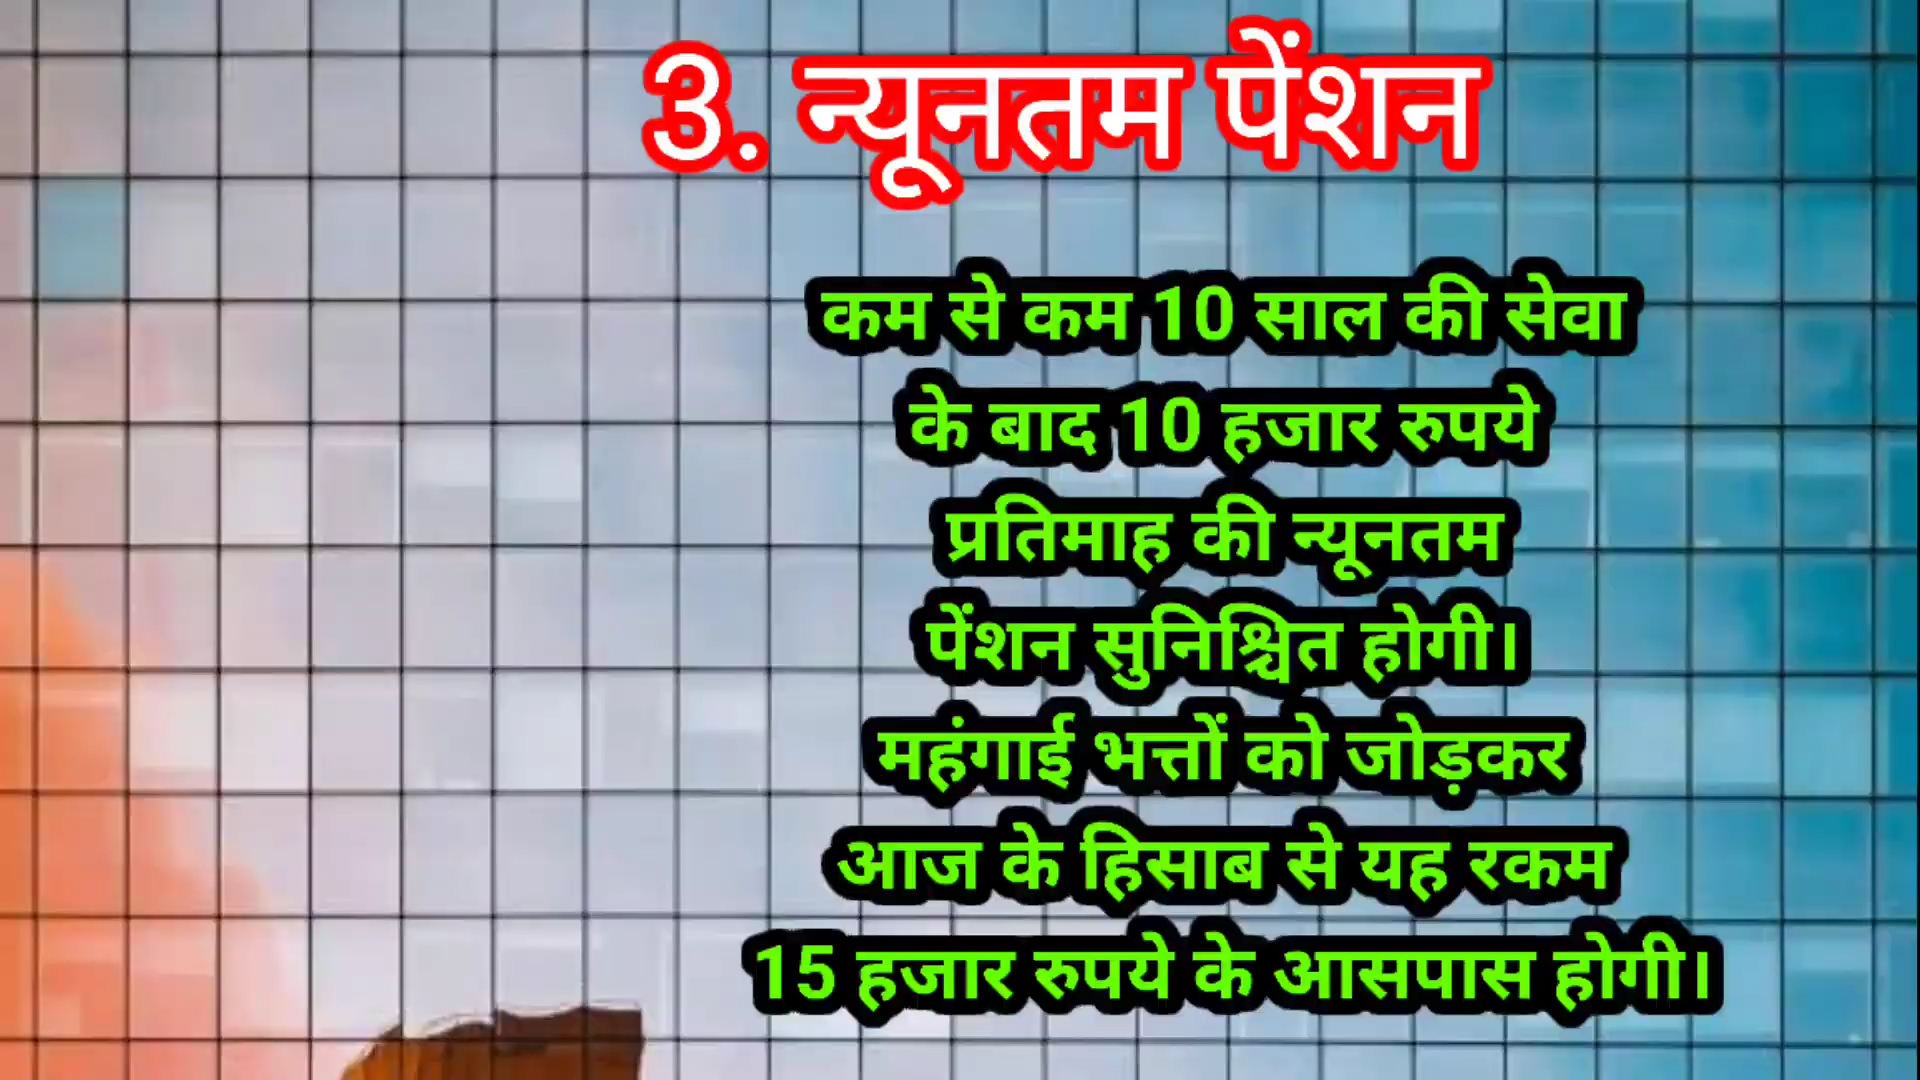 3. न्यूनतम पेंशन
कम से कम 10 साल की सेवा
के बाद 10 हजार रुपये
प्रतिमाह की न्यूनतम
पेंशन सुनिश्चित होगी।
महंगाई भत्तों को जोड़कर
आज के हिसाब से यह रकम
15 हजार रुपये के आसपास होगी।